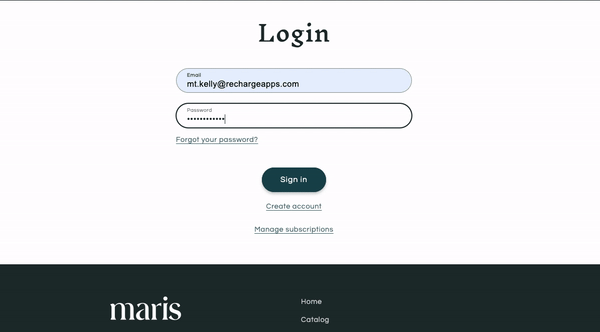 Login
Email
mt.kelly@rechargeapps.com
Password
••••••••••••
Forgot your password?
Sign in
Create account
Manage subscriptions
maris
Home
Catalog